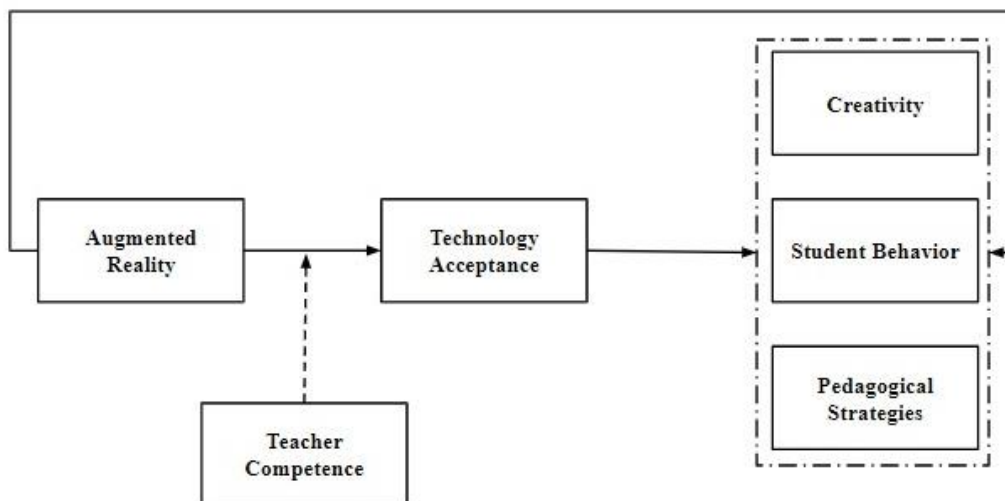 Creativity
Augmented
Reality
Technology
Acceptance
Student Behavior
Pedagogical
Strategies
Teacher
Competence